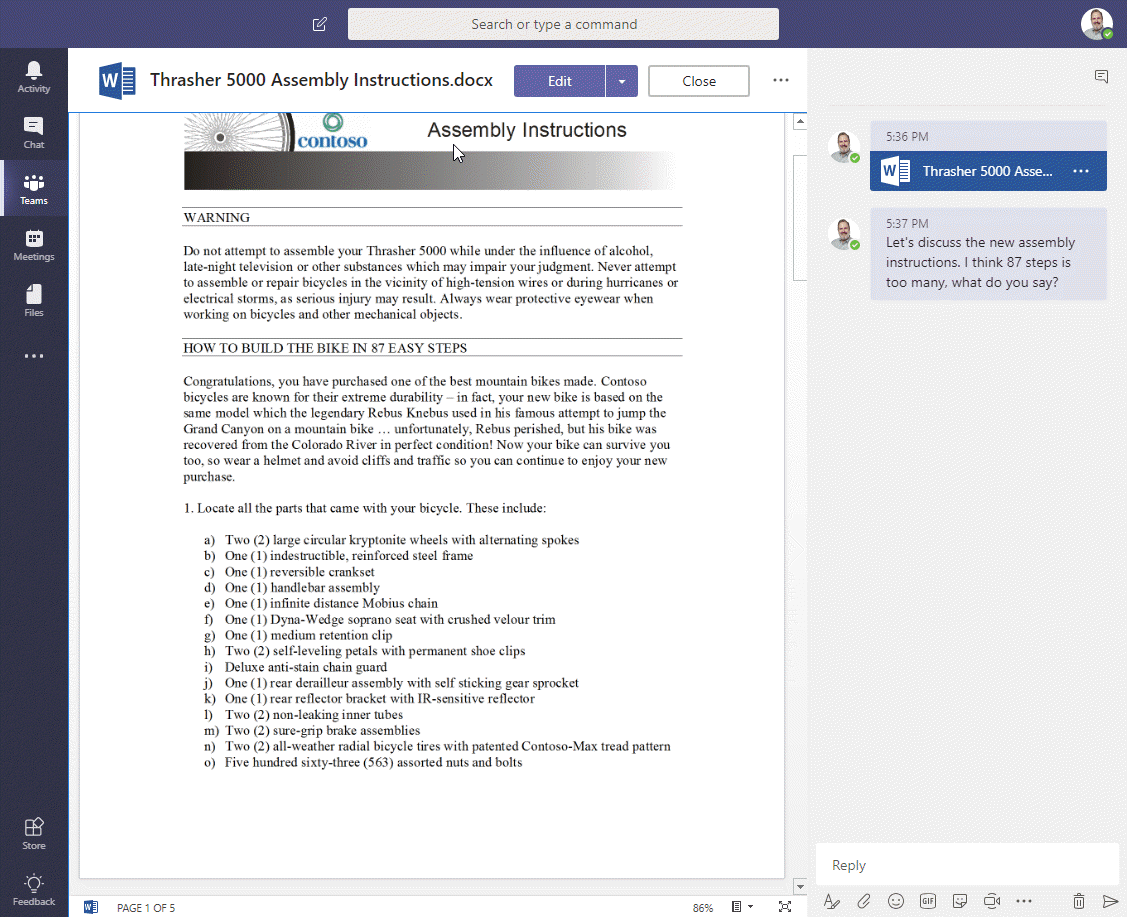 Search or type a command
Activity
Chat
Teams
Meetings
Files
Store
Feedback
W
Thrasher 5000 Assembly Instructions.docx
Edit
Close
contoso
Assembly Instructions
WARNING
Do not attempt to assemble your Thrasher 5000 while under the influence of alcohol,
late-night television or other substances which may impair your judgment. Never attempt
to assemble or repair bicycles in the vicinity of high-tension wires or during hurricanes or
electrical storms, as serious injury may result. Always wear protective eyewear when
working on bicycles and other mechanical objects.
HOW TO BUILD THE BIKE IN 87 EASY STEPS
Congratulations, you have purchased one of the best mountain bikes made. Contoso
bicycles are known for their extreme durability – in fact, your new bike is based on the
same model which the legendary Rebus Knebus used in his famous attempt to jump the
Grand Canyon on a mountain bike … unfortunately, Rebus perished, but his bike was
recovered from the Colorado River in perfect condition! Now your bike can survive you
too, so wear a helmet and avoid cliffs and traffic so you can continue to enjoy your new
purchase.
1. Locate all the parts that came with your bicycle. These include:
a) Two (2) large circular kryptonite wheels with alternating spokes
b) One (1) indestructible, reinforced steel frame
c) One (1) reversible crankset
d) One (1) handlebar assembly
e) One (1) infinite distance Mobius chain
f) One (1) Dyna-Wedge soprano seat with crushed velour trim
g) One (1) medium retention clip
h) Two (2) self-leveling petals with permanent shoe clips
i) Deluxe anti-stain chain guard
j) One (1) rear derailleur assembly with self sticking gear sprocket
k) One (1) rear reflector bracket with IR-sensitive reflector
l) Two (2) non-leaking inner tubes
m) Two (2) sure-grip brake assemblies
n) Two (2) all-weather radial bicycle tires with patented Contoso-Max tread pattern
o) Five hundred sixty-three (563) assorted nuts and bolts
W
PAGE 1 OF 5
86%
5:36 PM
W
Thrasher 5000 Asse...
5:37 PM
Let's discuss the new assembly
instructions. I think 87 steps is
too many, what do you say?
Reply
GIF